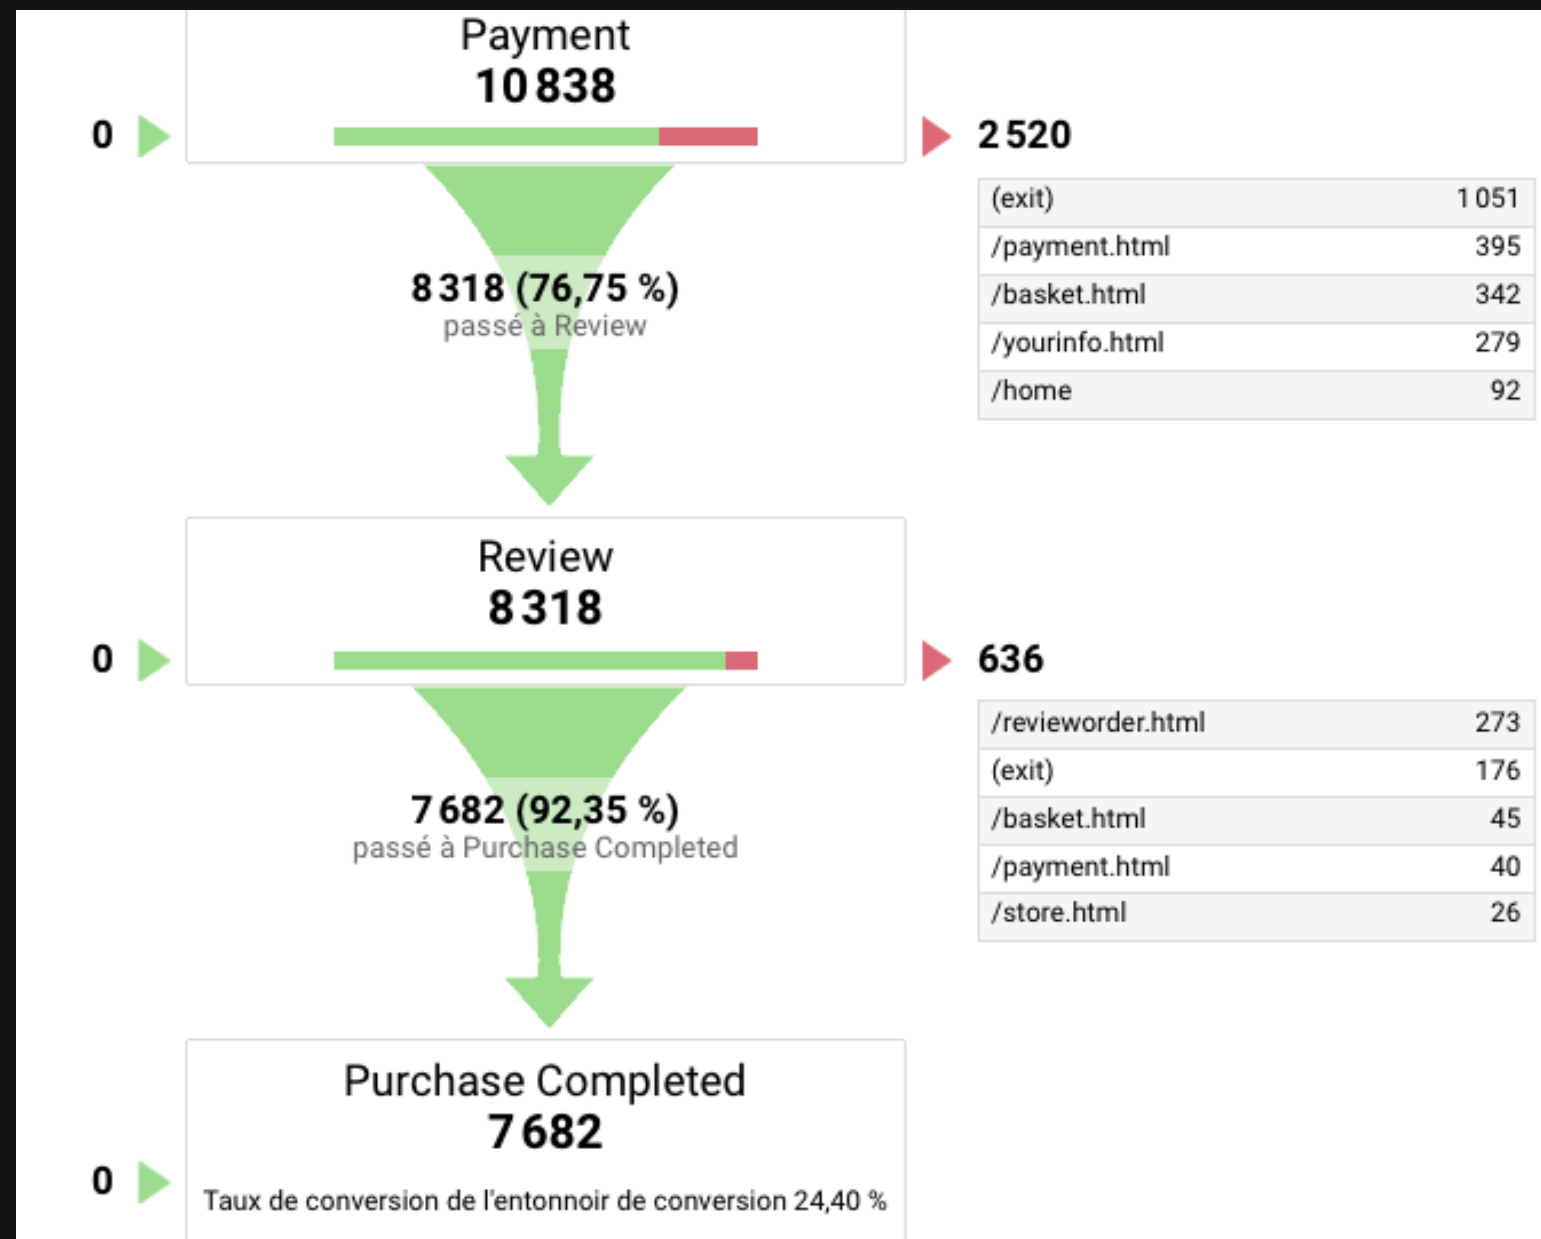 Payment
10 838
0
2 520
(exit) 1 051
/payment.html 395
/basket.html 342
/yourinfo.html 279
/home 92
8 318 (76,75 %)
passé à Review
Review
8 318
0
636
/revieworder.html 273
(exit) 176
/basket.html 45
/payment.html 40
/store.html 26
7 682 (92,35 %)
passé à Purchase Completed
Purchase Completed
7 682
0
Taux de conversion de l'entonnoir de conversion 24,40 %